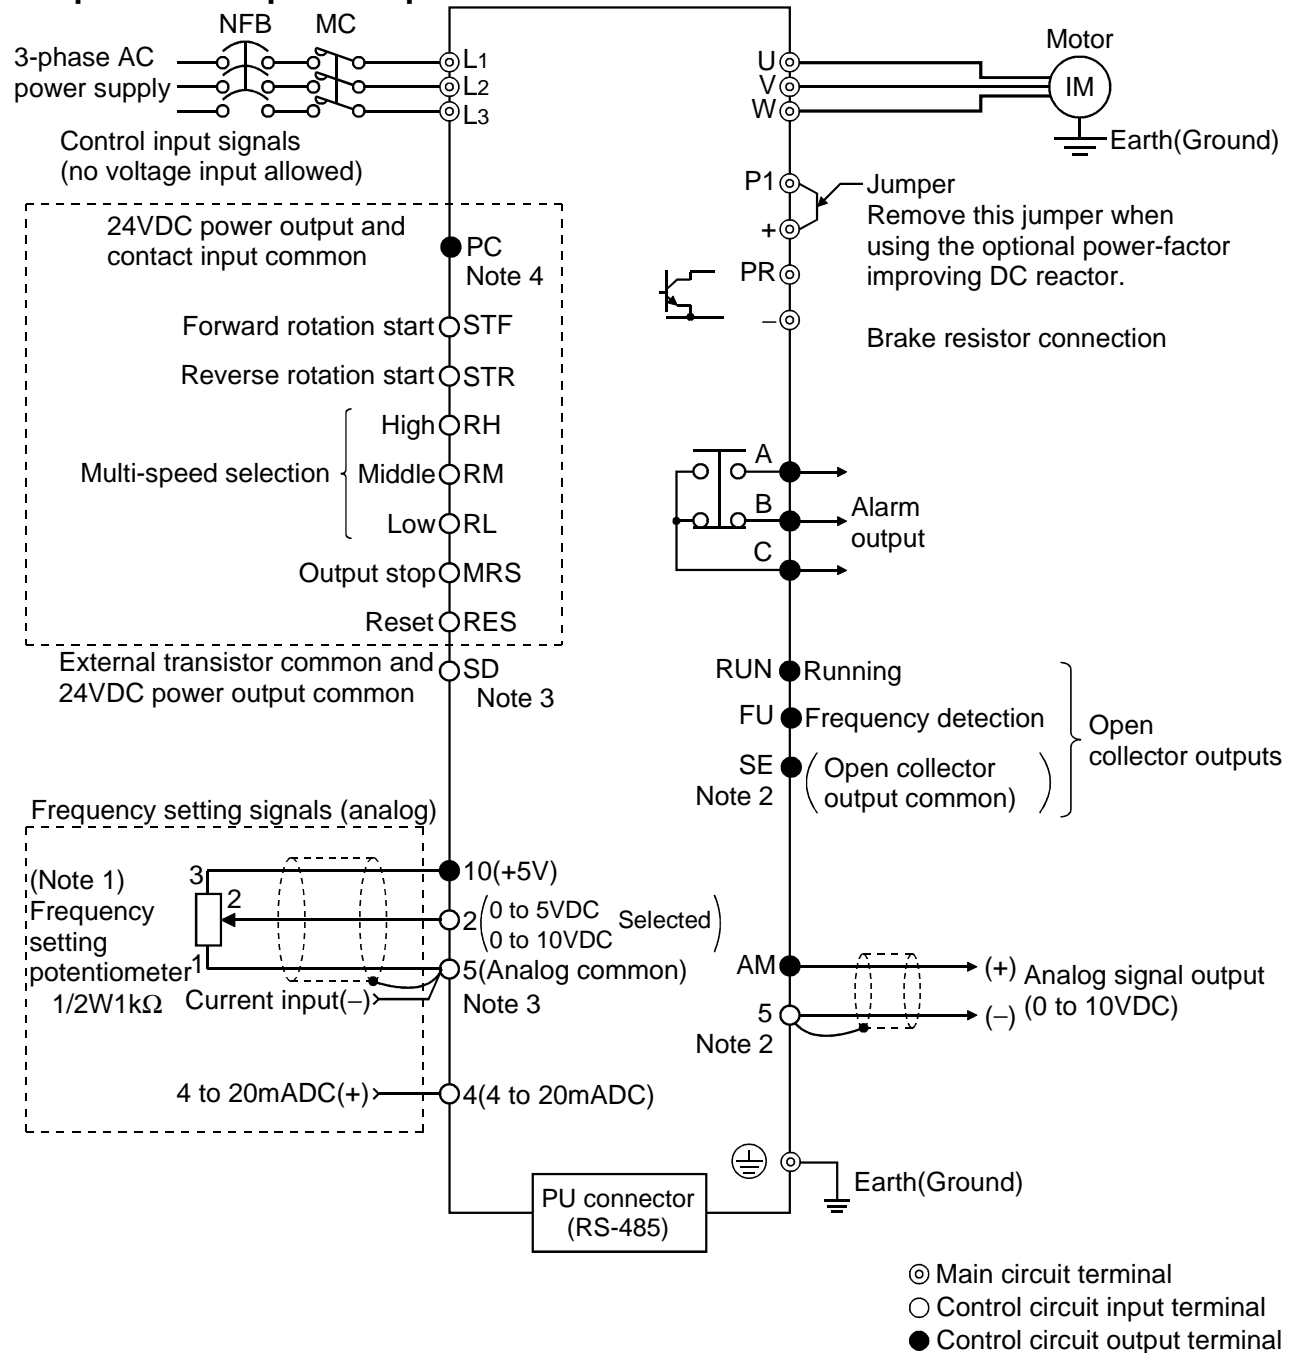 NFB MC
3-phase AC
power supply
L1
L2
L3
Control input signals
(no voltage input allowed)
24VDC power output and
contact input common
PC
Note 4
Forward rotation start STF
Reverse rotation start STR
High RH
Multi-speed selection Middle RM
Low RL
Output stop MRS
Reset RES
External transistor common and
24VDC power output common
SD
Note 3
Frequency setting signals (analog)
(Note 1)
Frequency
setting
potentiometer
1/2W1kΩ
3
2
1
10(+5V)
2(0 to 5VDC
0 to 10VDC Selected)
5(Analog common)
Current input(–)
Note 3
4 to 20mADC(+) 4(4 to 20mADC)
PU connector
(RS-485)
U
V
W
Motor
IM
Earth(Ground)
P1
+
PR
–
Jumper
Remove this jumper when
using the optional power-factor
improving DC reactor.
Brake resistor connection
A
B
C
Alarm
output
RUN Running
FU Frequency detection
SE (Open collector
output common)
Note 2
Open
collector outputs
AM
5
Note 2
(+)
(–)
Analog signal output
(0 to 10VDC)
Earth(Ground)
Main circuit terminal
Control circuit input terminal
Control circuit output terminal